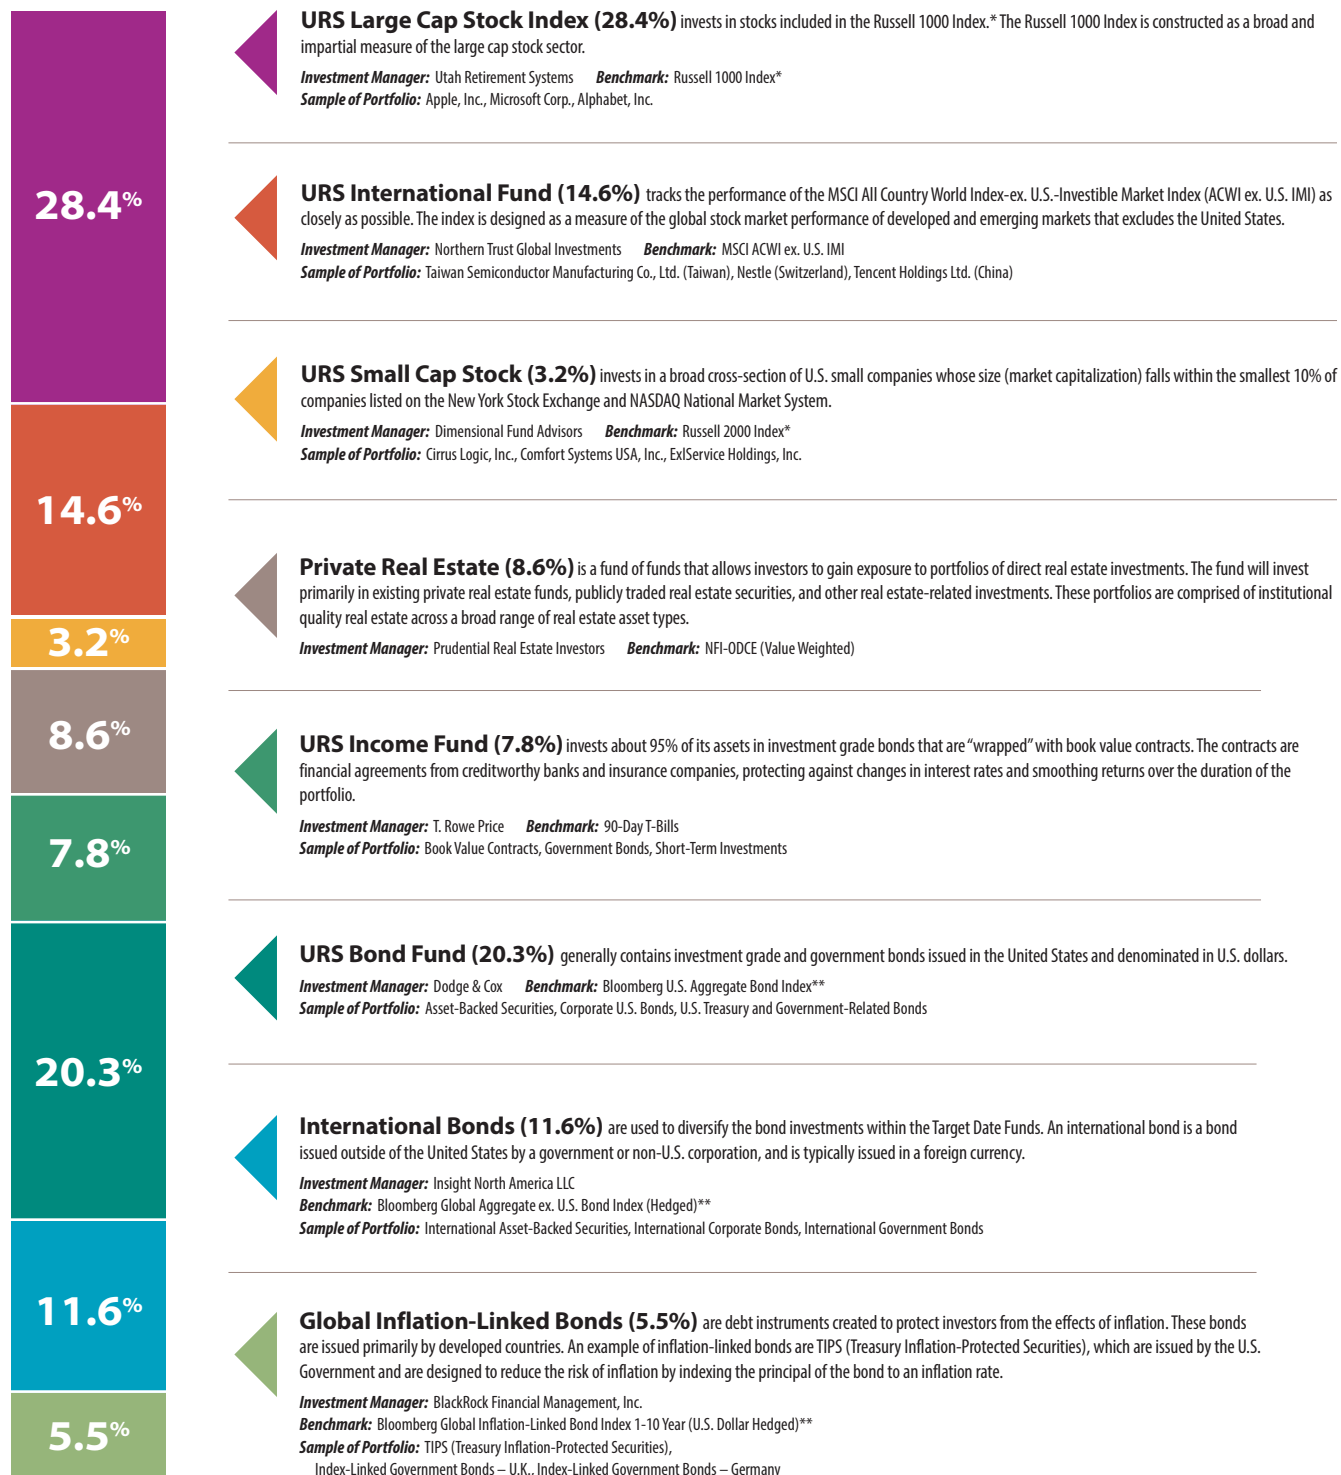 28.4%
14.6%
3.2%
8.6%
7.8%
20.3%
11.6%
5.5%
URS Large Cap Stock Index (28.4%) invests in stocks included in the Russell 1000 Index.* The Russell 1000 Index is constructed as a broad and
impartial measure of the large cap stock sector.
Investment Manager: Utah Retirement Systems Benchmark: Russell 1000 Index*
Sample of Portfolio: Apple, Inc., Microsoft Corp., Alphabet, Inc.
URS International Fund (14.6%) tracks the performance of the MSCI All Country World Index-ex. U.S.-Investible Market Index (ACWI ex. U.S. IMI) as
closely as possible. The index is designed as a measure of the global stock market performance of developed and emerging markets that excludes the United States.
Investment Manager: Northern Trust Global Investments Benchmark: MSCI ACWI ex. U.S. IMI
Sample of Portfolio: Taiwan Semiconductor Manufacturing Co., Ltd. (Taiwan), Nestle (Switzerland), Tencent Holdings Ltd. (China)
URS Small Cap Stock (3.2%) invests in a broad cross-section of U.S. small companies whose size (market capitalization) falls within the smallest 10% of
companies listed on the New York Stock Exchange and NASDAQ National Market System.
Investment Manager: Dimensional Fund Advisors Benchmark: Russell 2000 Index*
Sample of Portfolio: Cirrus Logic, Inc., Comfort Systems USA, Inc., ExlService Holdings, Inc.
Private Real Estate (8.6%) is a fund of funds that allows investors to gain exposure to portfolios of direct real estate investments. The fund will invest
primarily in existing private real estate funds, publicly traded real estate securities, and other real estate-related investments. These portfolios are comprised of institutional
quality real estate across a broad range of real estate asset types.
Investment Manager: Prudential Real Estate Investors Benchmark: NFI-ODCE (Value Weighted)
URS Income Fund (7.8%) invests about 95% of its assets in investment grade bonds that are “wrapped” with book value contracts. The contracts are
financial agreements from creditworthy banks and insurance companies, protecting against changes in interest rates and smoothing returns over the duration of the
portfolio.
Investment Manager: T. Rowe Price Benchmark: 90-Day T-Bills
Sample of Portfolio: Book Value Contracts, Government Bonds, Short-Term Investments
URS Bond Fund (20.3%) generally contains investment grade and government bonds issued in the United States and denominated in U.S. dollars.
Investment Manager: Dodge & Cox Benchmark: Bloomberg U.S. Aggregate Bond Index**
Sample of Portfolio: Asset-Backed Securities, Corporate U.S. Bonds, U.S. Treasury and Government-Related Bonds
International Bonds (11.6%) are used to diversify the bond investments within the Target Date Funds. An international bond is a bond
issued outside of the United States by a government or non-U.S. corporation, and is typically issued in a foreign currency.
Investment Manager: Insight North America LLC
Benchmark: Bloomberg Global Aggregate ex. U.S. Bond Index (Hedged)**
Sample of Portfolio: International Asset-Backed Securities, International Corporate Bonds, International Government Bonds
Global Inflation-Linked Bonds (5.5%) are debt instruments created to protect investors from the effects of inflation. These bonds
are issued primarily by developed countries. An example of inflation-linked bonds are TIPS (Treasury Inflation-Protected Securities), which are issued by the U.S.
Government and are designed to reduce the risk of inflation by indexing the principal of the bond to an inflation rate.
Investment Manager: BlackRock Financial Management, Inc.
Benchmark: Bloomberg Global Inflation-Linked Bond Index 1-10 Year (U.S. Dollar Hedged)**
Sample of Portfolio: TIPS (Treasury Inflation-Protected Securities),
Index-Linked Government Bonds – U.K., Index-Linked Government Bonds – Germany